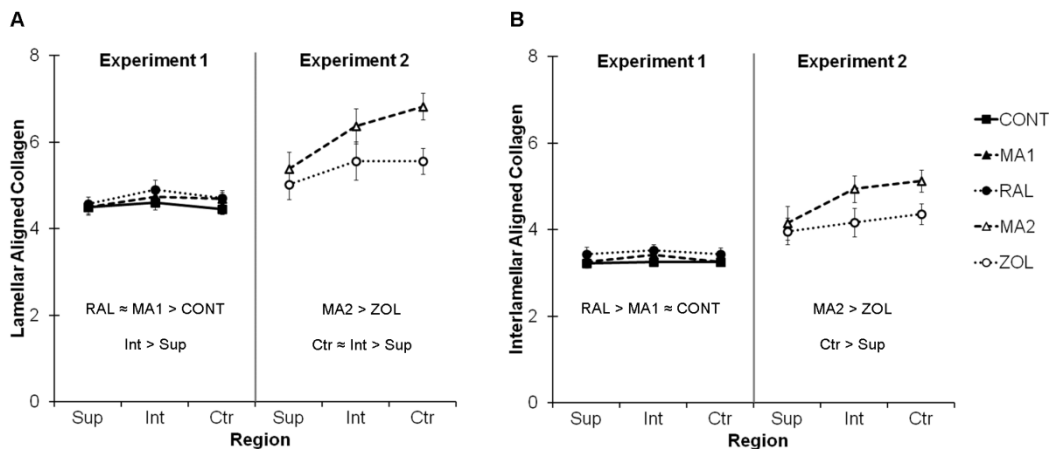 A
Experiment 1
Experiment 2
Lamellar Aligned Collagen
8
6
4
2
0
RAL ≈ MA1 > CONT
Int > Sup
MA2 > ZOL
Ctr ≈ Int > Sup
Sup Int Ctr Sup Int Ctr
Region
B
Experiment 1
Experiment 2
Interlamellar Aligned Collagen
8
6
4
2
0
RAL > MA1 ≈ CONT
MA2 > ZOL
Ctr > Sup
Sup Int Ctr Sup Int Ctr
Region
CONT
MA1
RAL
MA2
ZOL